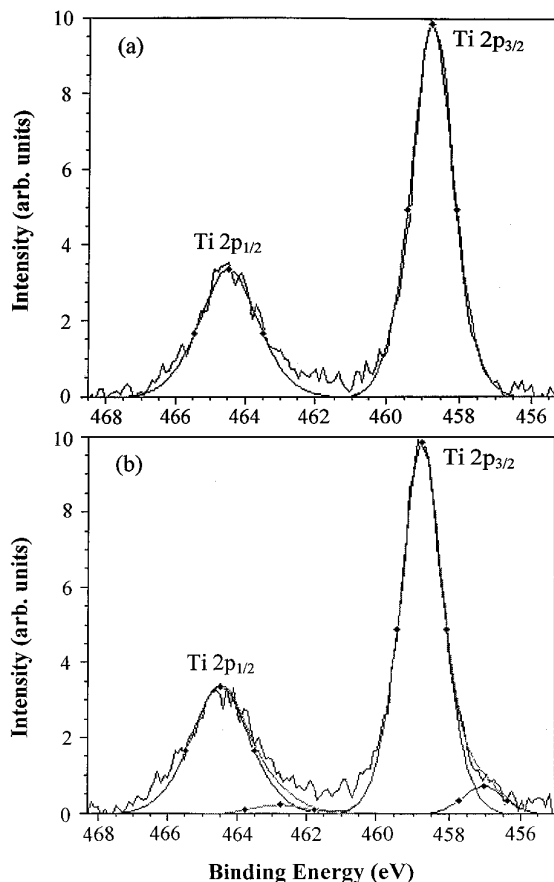 (a)
Ti 2p3/2
Ti 2p1/2
Intensity (arb. units)
10
8
6
4
2
0
468 466 464 462 460 458 456
(b)
Ti 2p3/2
Ti 2p1/2
Intensity (arb. units)
10
8
6
4
2
0
468 466 464 462 460 458 456
Binding Energy (eV)